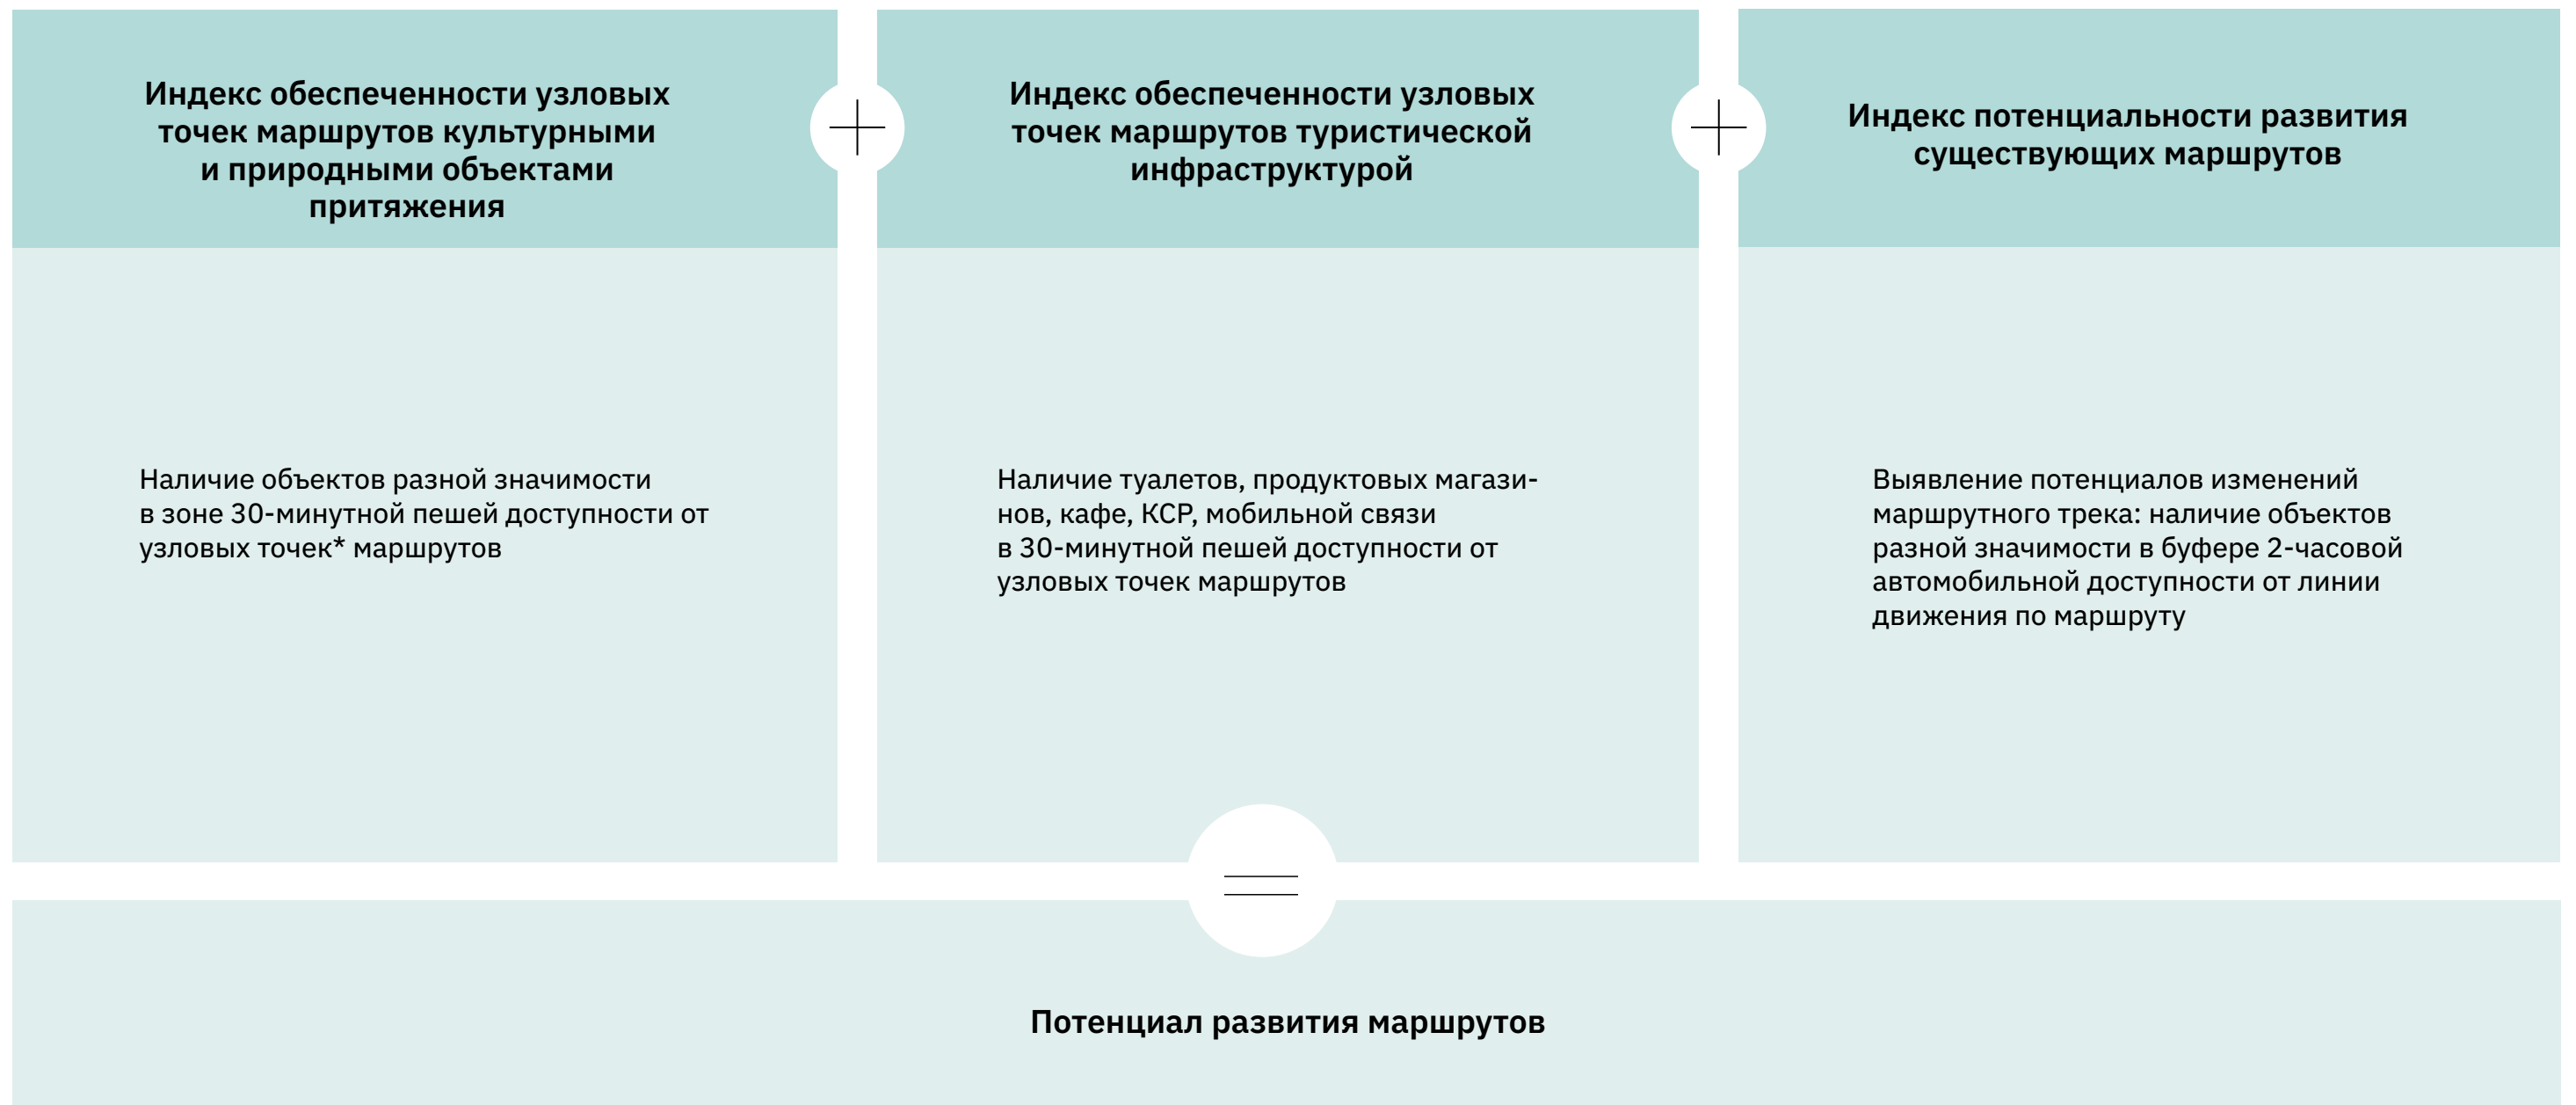 Индекс обеспеченности узловых
точек маршрутов культурными
и природными объектами
притяжения
+
Индекс обеспеченности узловых
точек маршрутов туристической
инфраструктурой
+
Индекс потенциальности развития
существующих маршрутов
Наличие объектов разной значимости
в зоне 30-минутной пешей доступности от
узловых точек* маршрутов
Наличие туалетов, продуктовых магази-
нов, кафе, КСР, мобильной связи
в 30-минутной пешей доступности от
узловых точек маршрутов
Выявление потенциалов изменений
маршрутного трека: наличие объектов
разной значимости в буфере 2-часовой
автомобильной доступности от линии
движения по маршруту
=
Потенциал развития маршрутов